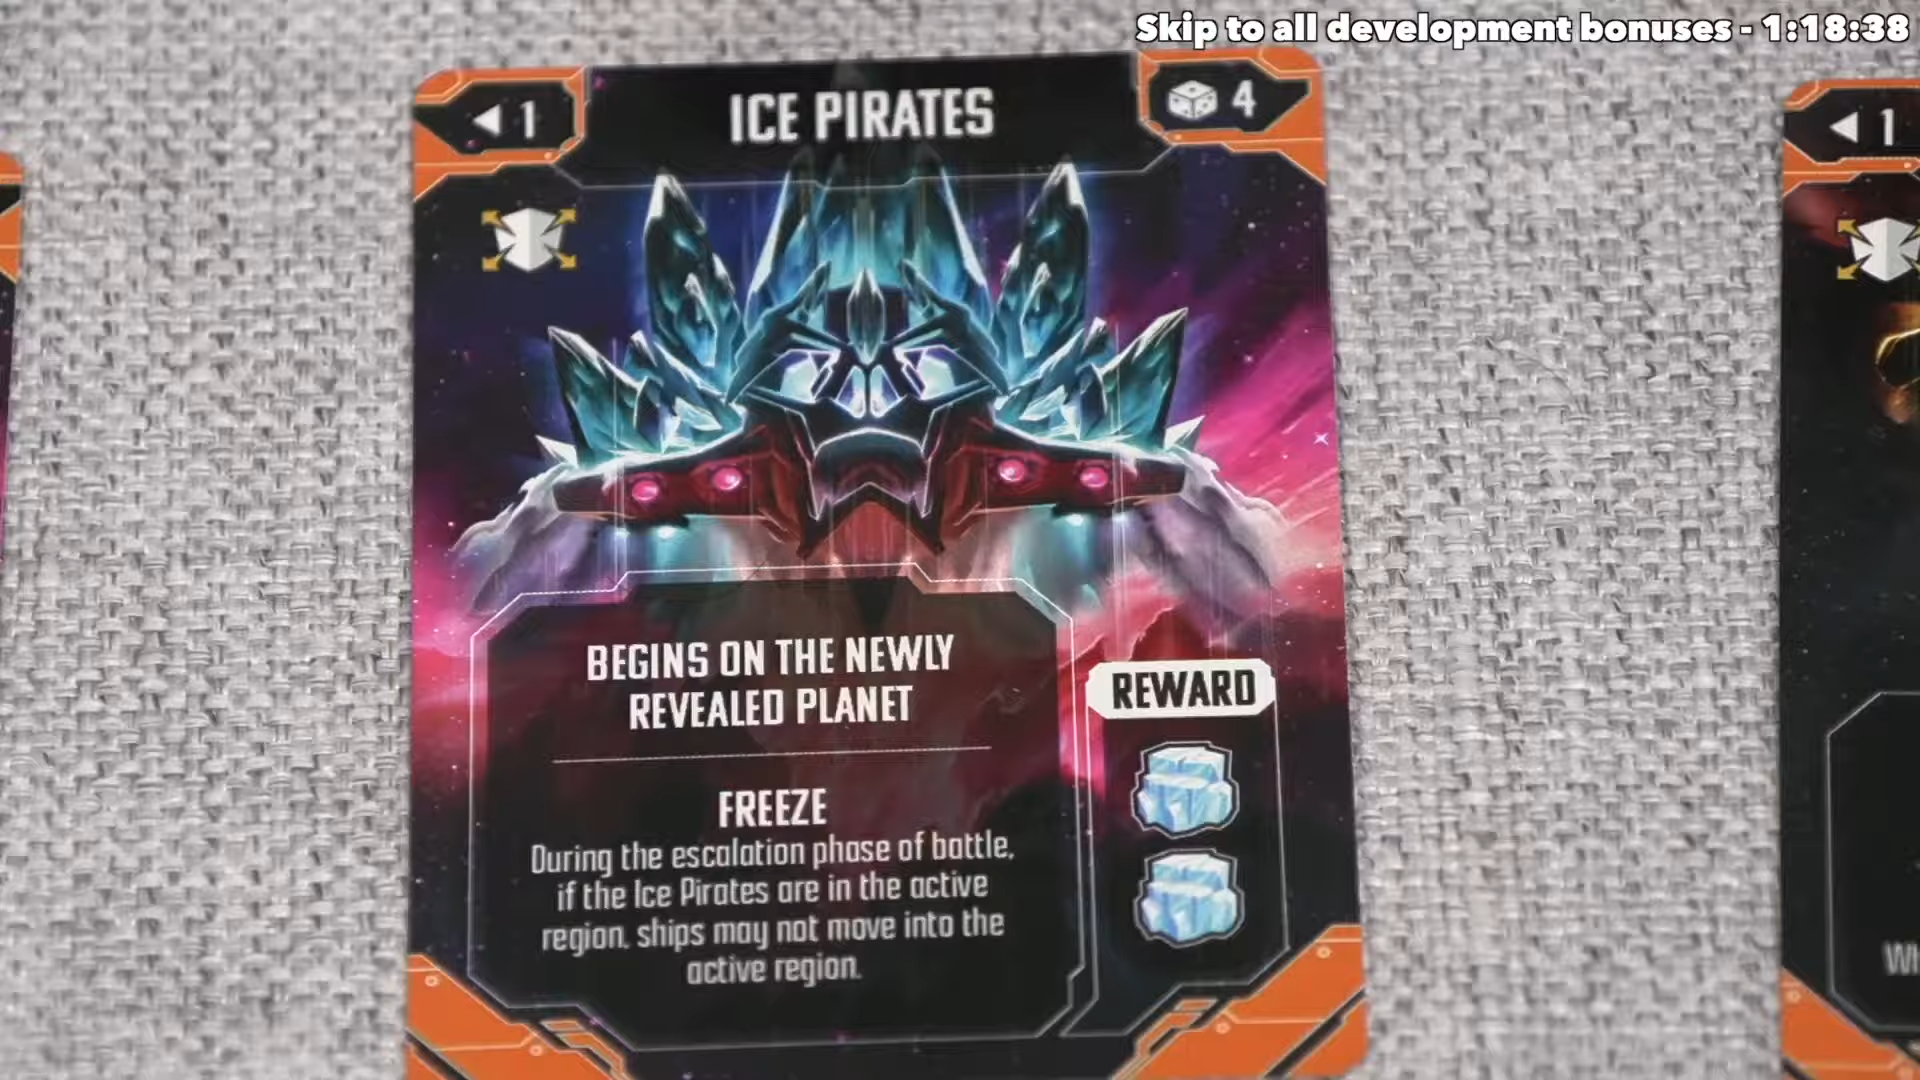 Skip to all development bonuses - 1:18:38
1
ICE PIRATES
4
1
BEGINS ON THE NEWLY
REVEALED PLANET
REWARD
FREEZE
During the escalation phase of battle,
if the Ice Pirates are in the active
region, ships may not move into the
active region.